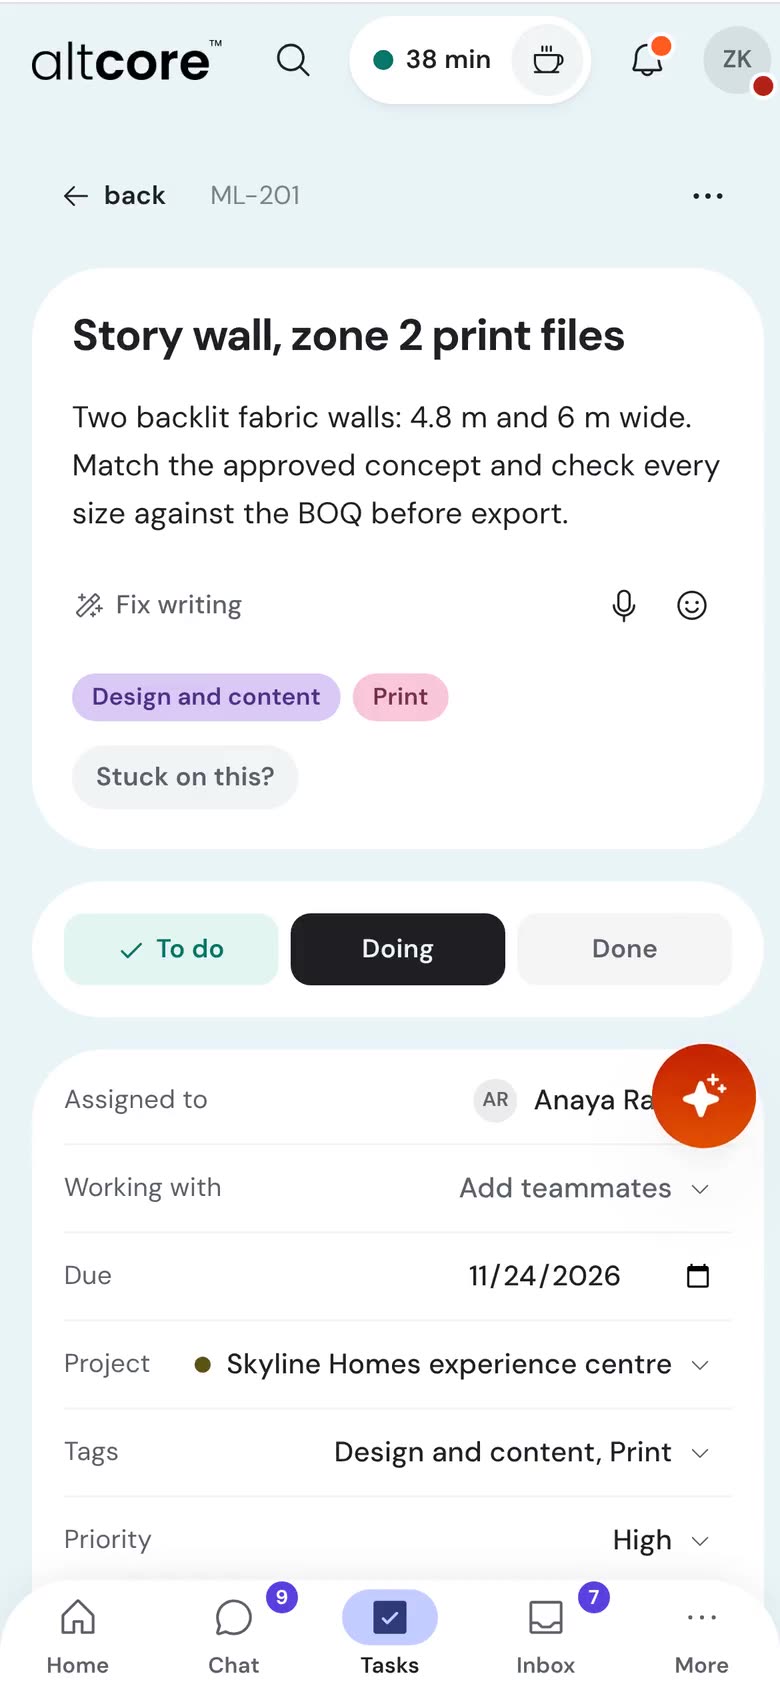 altcore™
38 min
ZK
back
ML-201
Story wall, zone 2 print files
Two backlit fabric walls: 4.8 m and 6 m wide.
Match the approved concept and check every
size against the BOQ before export.
Fix writing
Design and content
Print
Stuck on this?
To do
Doing
Done
Assigned to
AR
Anaya Ra
Working with
Add teammates
Due
11/24/2026
Project
Skyline Homes experience centre
Tags
Design and content, Print
Priority
High
9
7
Home
Chat
Tasks
Inbox
More